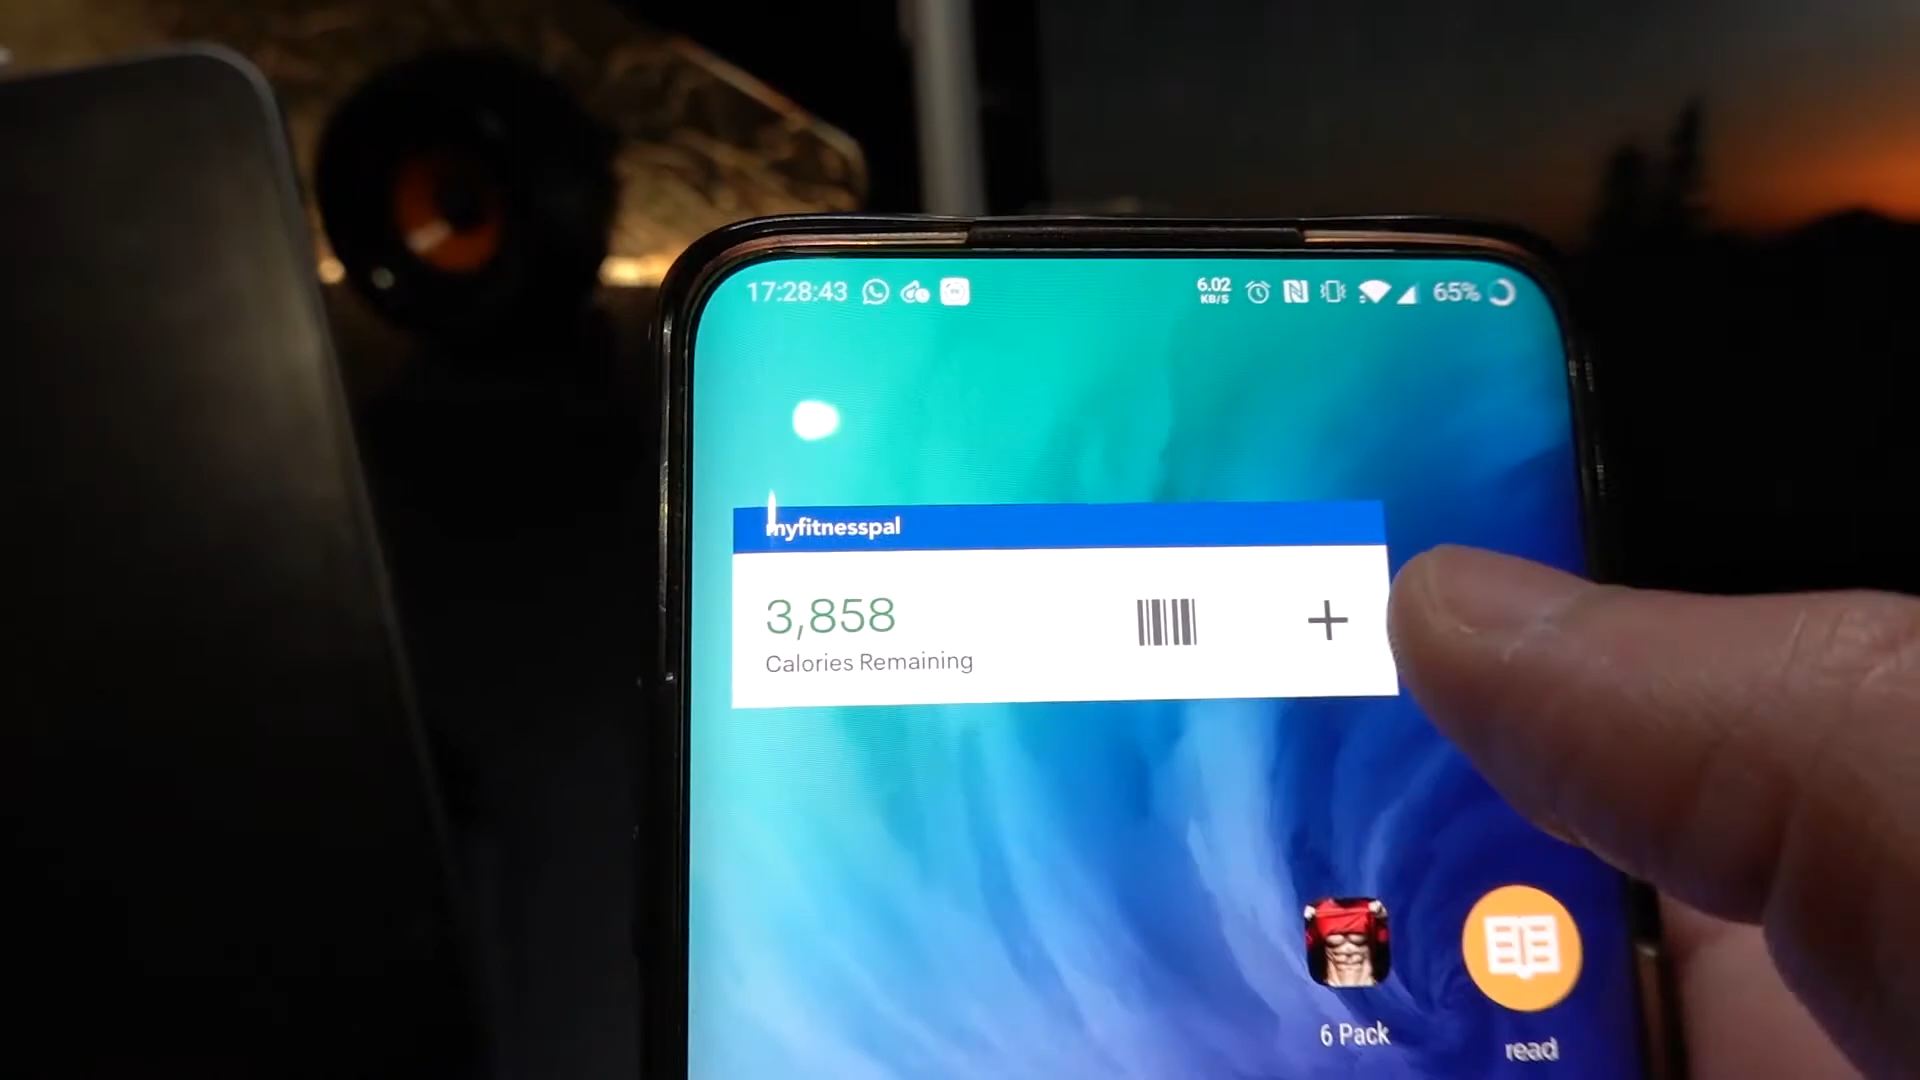 17:28:43 6.02 KB/S 65%
myfitnesspal
3,858
Calories Remaining
6 Pack
read